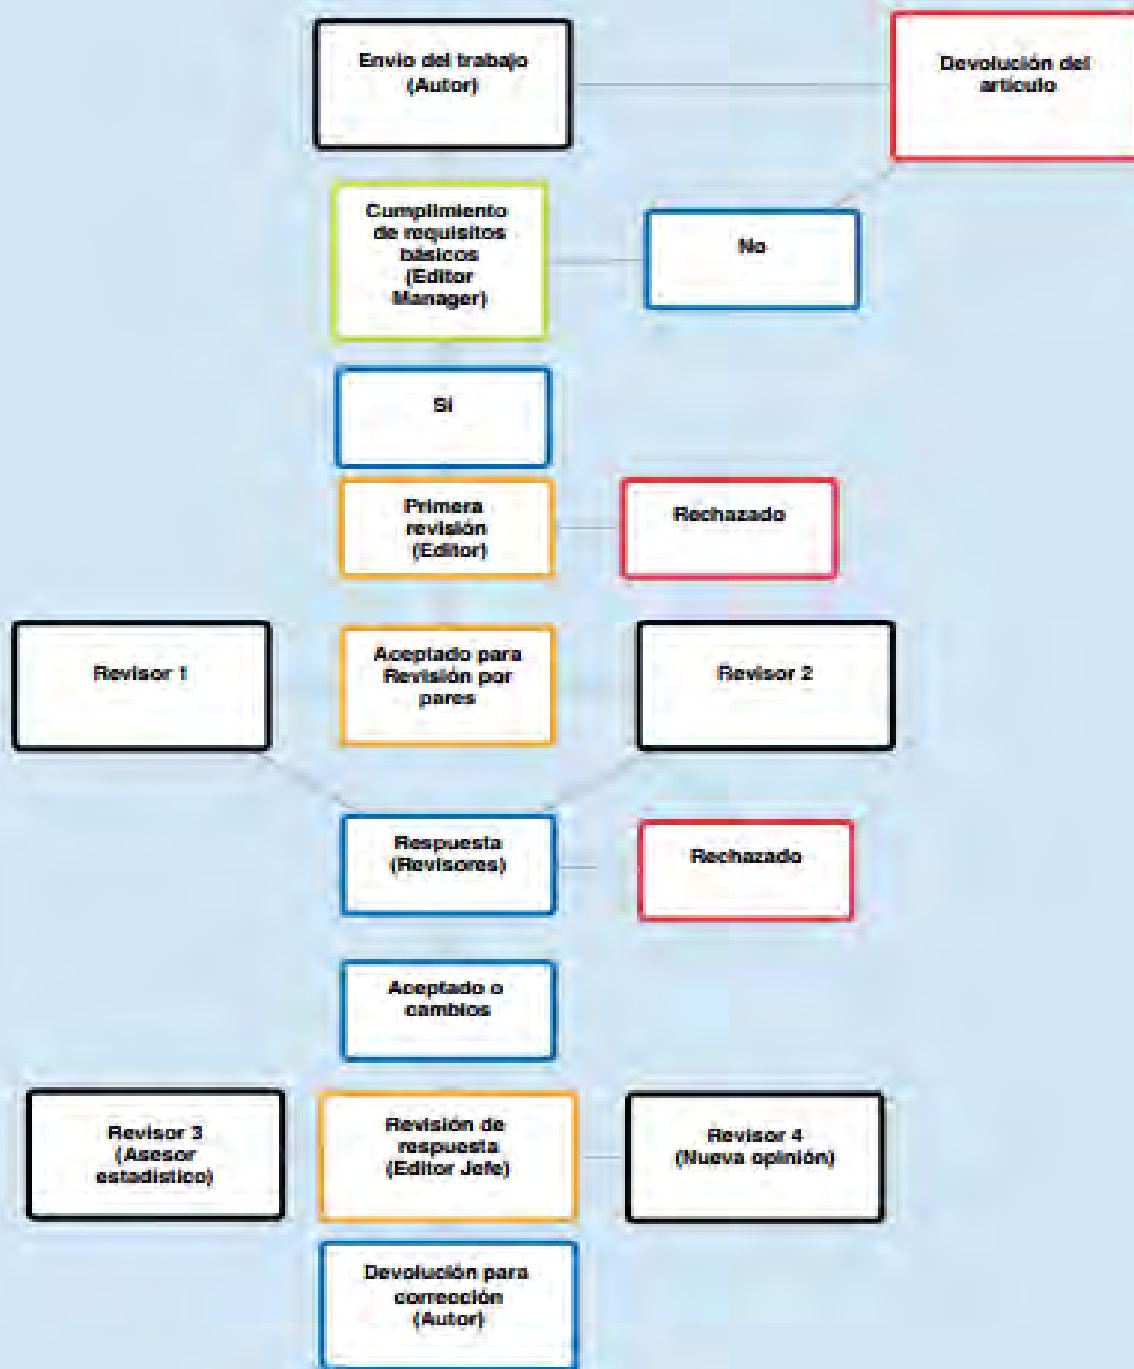 Envio del trabajo
(Autor)
Devolución del
artículo
Cumplimiento
de requisitos
básicos
(Editor
Manager)
No
Sí
Primera
revisión
(Editor)
Rechazado
Revisor 1
Aceptado para
Revisión por
pares
Revisor 2
Respuesta
(Revisores)
Rechazado
Aceptado o
cambios
Revisor 3
(Asesor
estadístico)
Revisión de
respuesta
(Editor Jefe)
Revisor 4
(Nueva opinión)
Devolución para
corrección
(Autor)